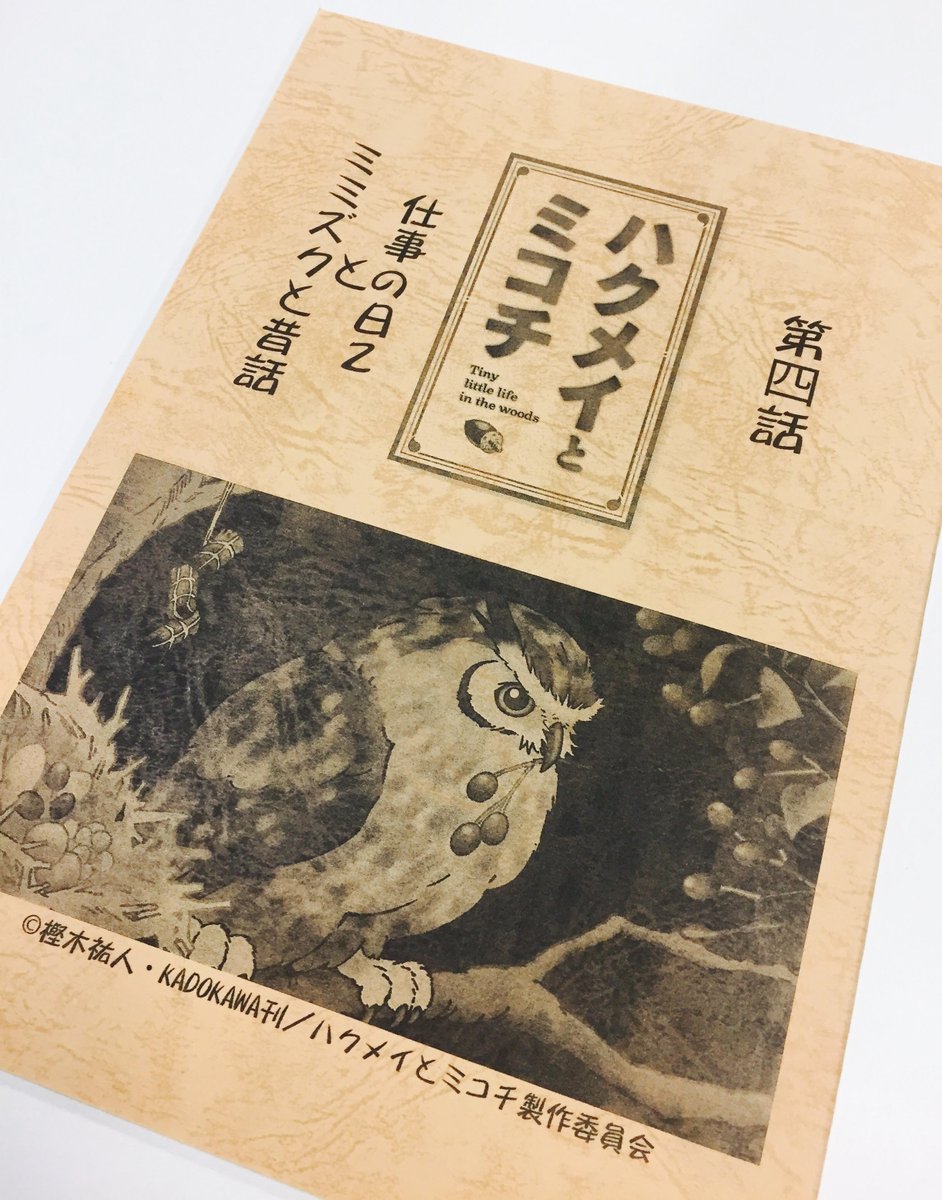 第四話
ハクメイと
ミコチ
Tiny
little life
in the woods
仕事の日2
と
ミミズクと昔話
©樫木祐人・KADOKAWA刊／ハクメイとミコチ製作委員会